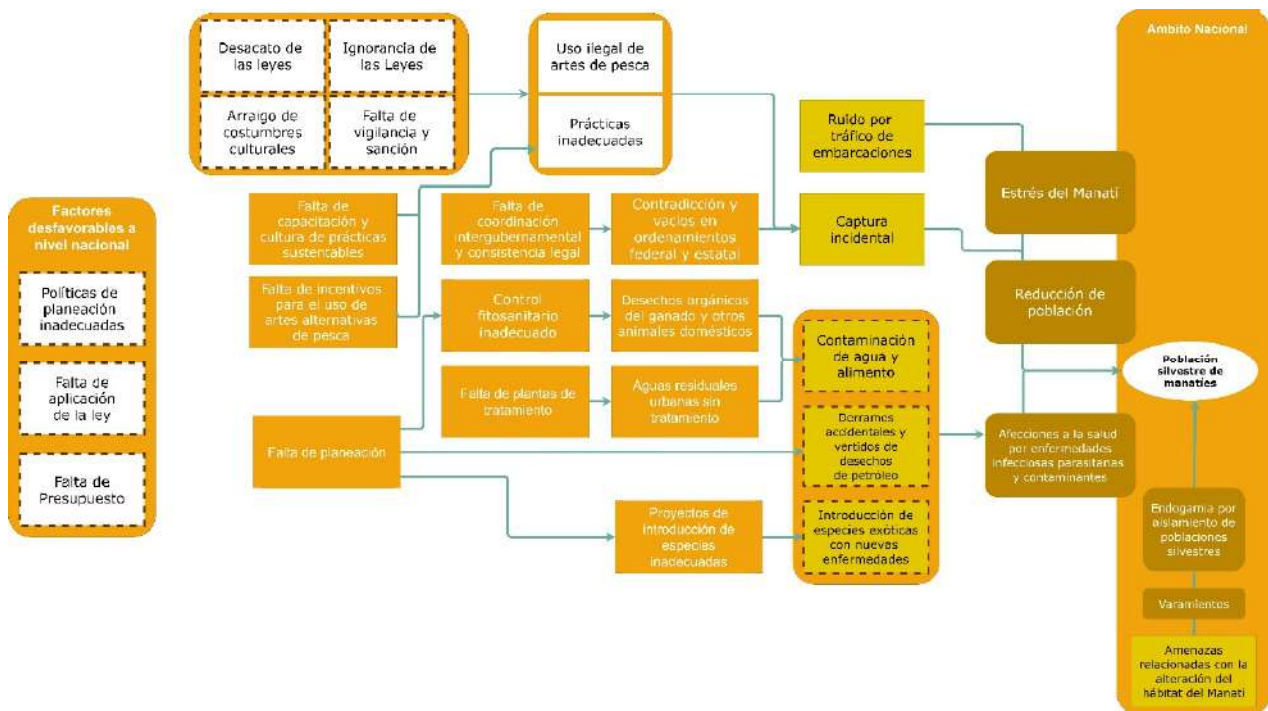 Ambito Nacional
Desacato de
las leyes
Ignorancia de
las Leyes
Arraigo de
costumbres
culturales
Falta de
vigilancia y
sanción
Uso ilegal de
artes de pesca
Prácticas
inadecuadas
Ruído por
tráfico de
embarcaciones
Estrés del Manatí
Factores
desfavorables a
nivel nacional
Políticas de
planeación
inadecuadas
Falta de
aplicación
de la ley
Falta de
Presupuesto
Falta de
capacitación y
cultura de prácticas
sustentables
Falta de
coordinación
intergubernamental
y consistencia legal
Contradicción y
vacíos en
ordenamientos
federal y estatal
Captura
incidental
Reducción de
población
Falta de incentivos
para el uso de
artes alternativas
de pesca
Control
fitosanitario
inadecuado
Desechos orgánicos
del ganado y otros
animales domésticos
Contaminación
de agua y
alimento
Población
silvestre de
manatíes
Falta de plantas de
tratamiento
Aguas residuales
urbanas sin
tratamiento
Falta de planeación
Derrames
accidentales y
vertidos de
desechos
de petróleo
Afecciones a la salud
por enfermedades
infecciosas parasitarias
y contaminantes
Proyectos de
introducción de
especies
inadecuadas
Introducción de
especies exóticas
con nuevas
enfermedades
Endogamia por
aislamiento de
poblaciones
silvestres
Varamientos
Amenazas
relacionadas con la
alteración del
hábitat del Manatí